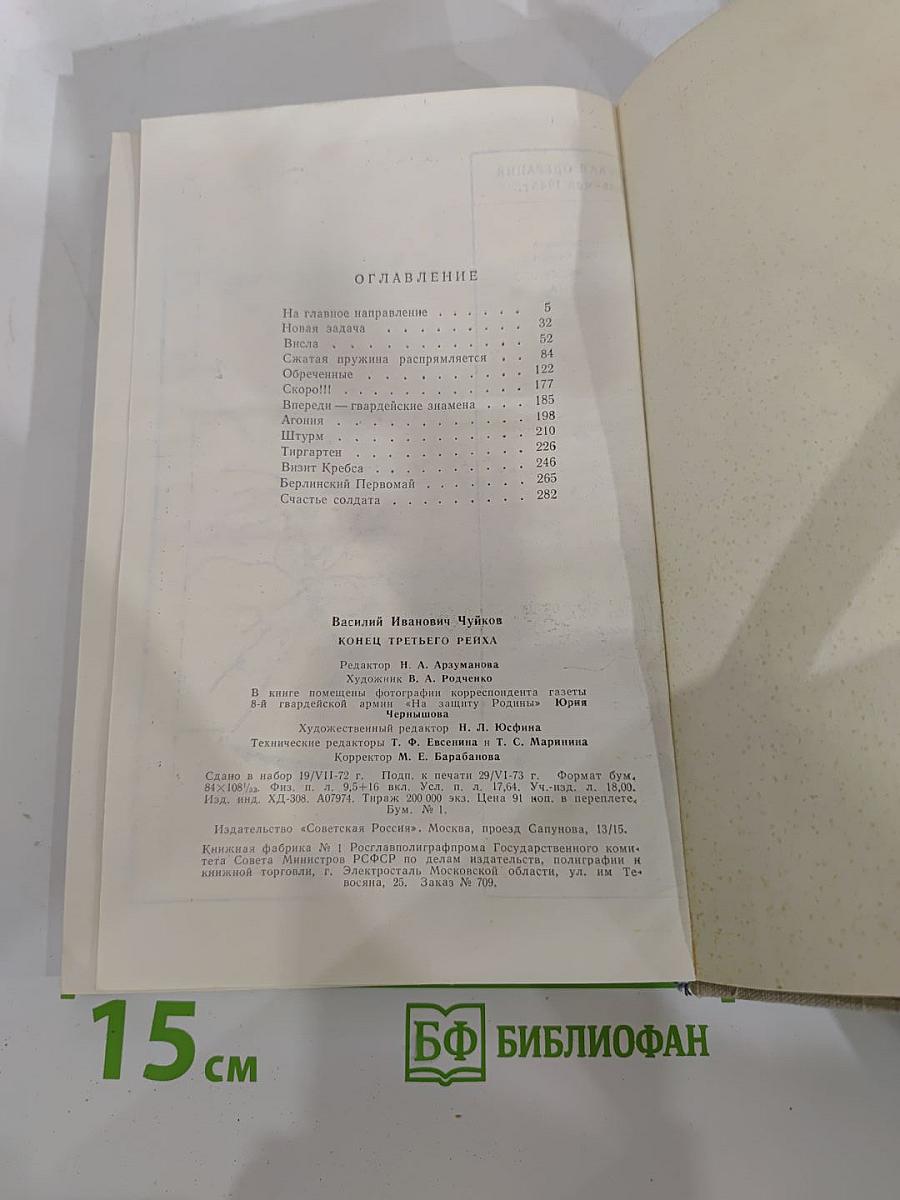 ОГЛАВЛЕНИЕ
На главное направление . . . . . . 5
Новая задача . . . . . . . . . 32
Висла . . . . . . . . . . . . 52
Сжатая пружина распрямляется . . 84
Обреченные . . . . . . . . . . 122
Скоро!!! . . . . . . . . . . . . 177
Впереди — гвардейские знамена . . . 185
Агония . . . . . . . . . . . . 198
Штурм . . . . . . . . . . . . 210
Тиргартен . . . . . . . . . . . 226
Визит Кребса . . . . . . . . . . 246
Берлинский Первомай . . . . . . . 265
Счастье солдата . . . . . . . . . 282
Василий Иванович Чуйков
КОНЕЦ ТРЕТЬЕГО РЕЙХА
Редактор Н. А. Арзуманова
Художник В. А. Родченко
В книге помещены фотографии корреспондента газеты
8-й гвардейской армии «На защиту Родины» Юрия
Чернышова
Художественный редактор Н. Л. Юсфина
Технические редакторы Т. Ф. Евсенина и Т. С. Маринина
Корректор М. Е. Барабанова
Сдано в набор 19/VII-72 г. Подп. к печати 29/VI-73 г. Формат бум.
84×108¹/₃₂. Физ. п. л. 9,5+16 вкл. Усл. п. л. 17,64. Уч.-изд. л. 18,00.
Изд. инд. ХД-308. А07974. Тираж 200 000 экз. Цена 91 коп. в переплете.
Бум. № 1.
Издательство «Советская Россия». Москва, проезд Сапунова, 13/15.
Книжная фабрика № 1 Росглавполиграфпрома Государственного коми-
тета Совета Министров РСФСР по делам издательств, полиграфии и
книжной торговли, г. Электросталь Московской области, ул. им Те-
восяна, 25. Заказ № 709.
15 см
БФ БИБЛИОФАН